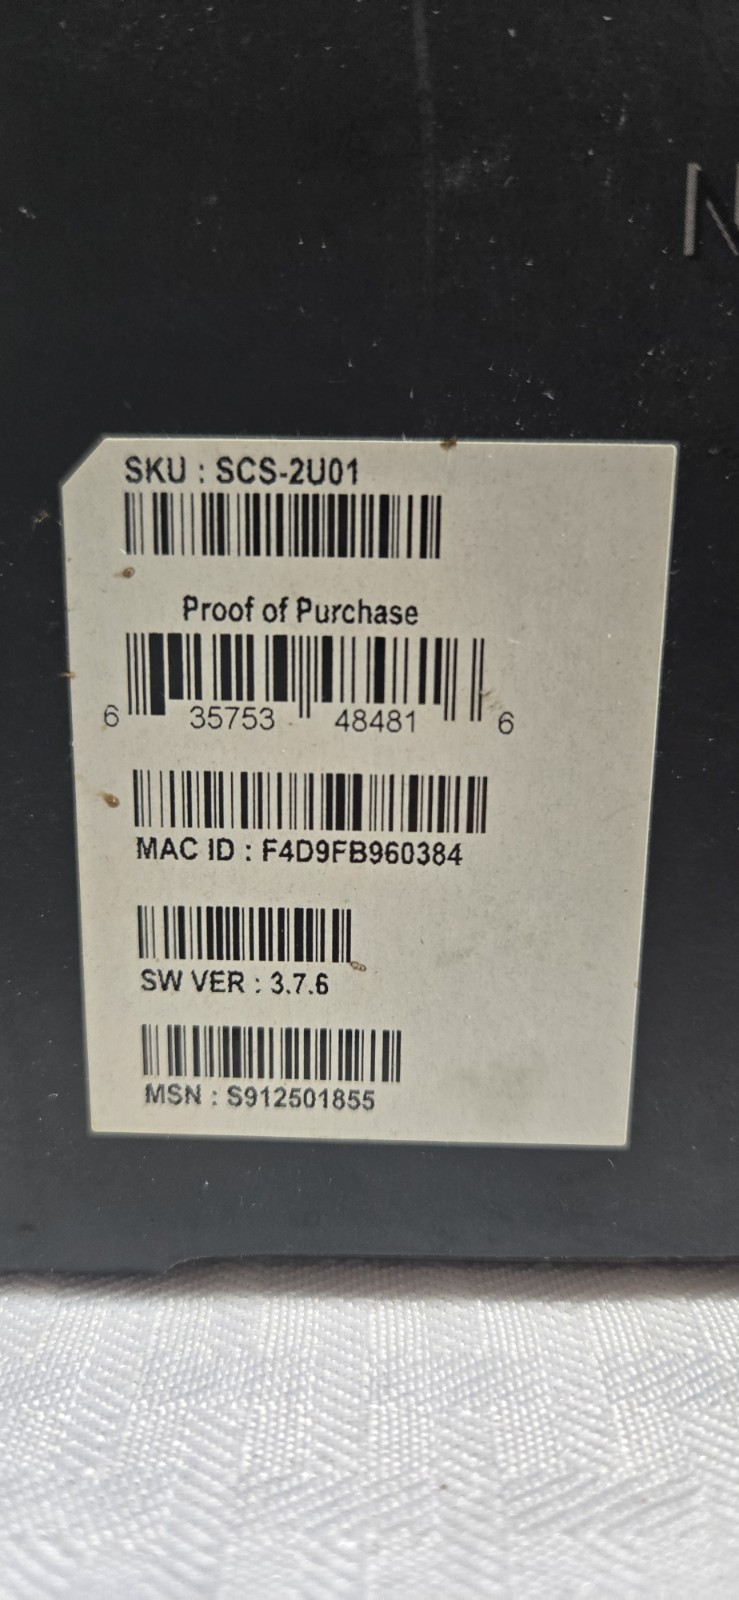 N
SKU : SCS-2U01
Proof of Purchase
6 35753 48481 6
MAC ID : F4D9FB960384
SW VER : 3.7.6
MSN : S912501855